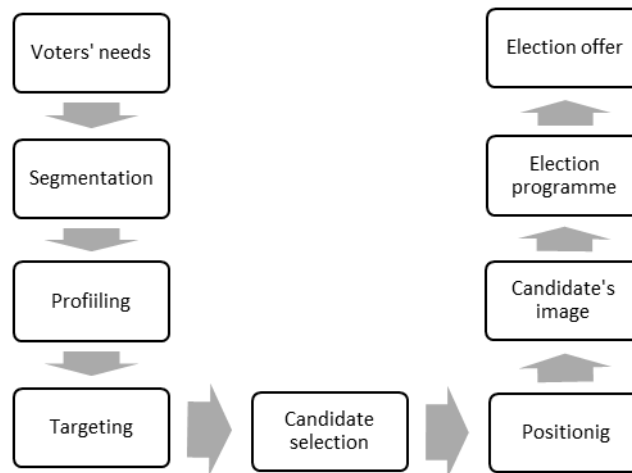 Voters' needs
Segmentation
Profiiling
Targeting
Candidate
selection
Positionig
Candidate's
image
Election
programme
Election offer